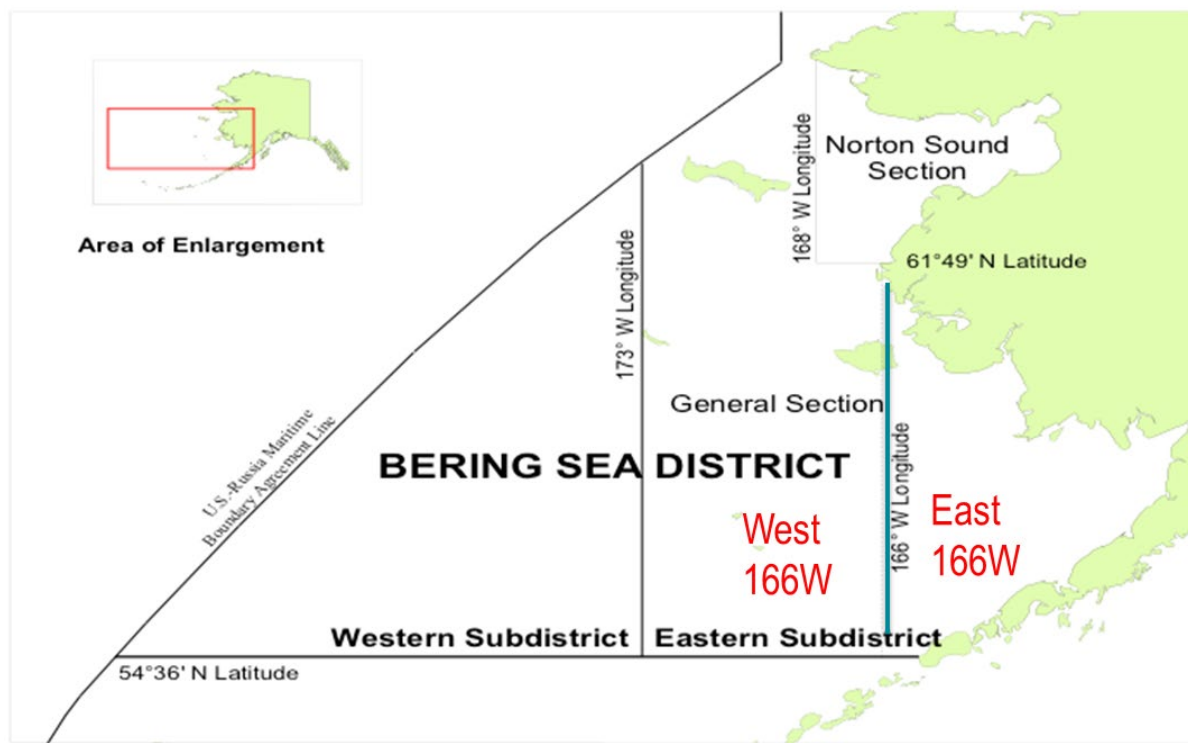 Area of Enlargement
168° W Longitude
Norton Sound
Section
61°49' N Latitude
173° W Longitude
General Section
U.S.-Russia Maritime
Boundary Agreement Line
BERING SEA DISTRICT
166° W Longitude
West
166W
East
166W
Western Subdistrict
Eastern Subdistrict
54°36' N Latitude